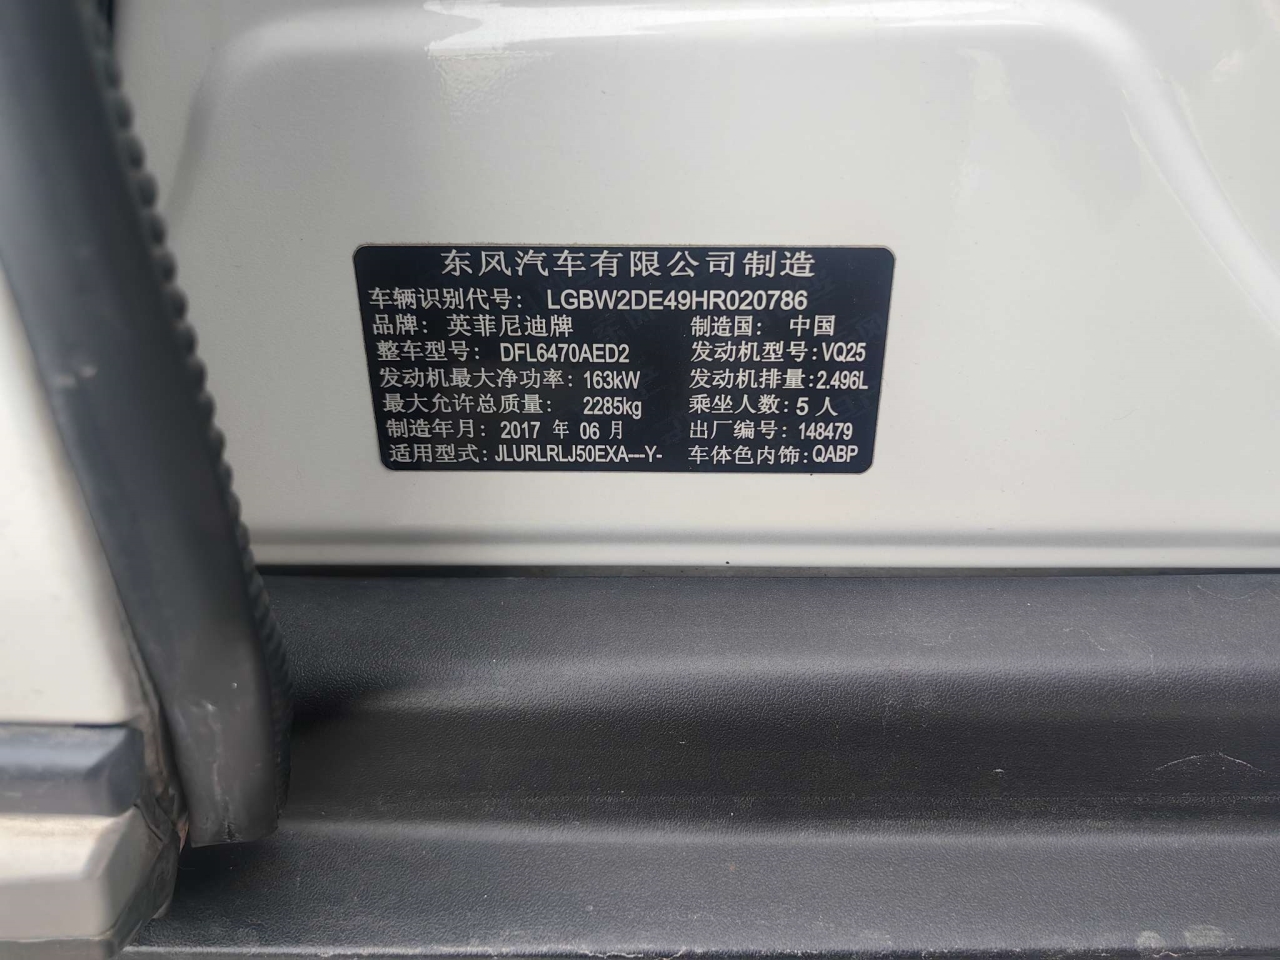 东风汽车有限公司制造
车辆识别代号： LGBW2DE49HR020786
品牌： 英菲尼迪牌 制造国： 中国
整车型号： DFL6470AED2 发动机型号：VQ25
发动机最大净功率： 163kW 发动机排量：2.496L
最大允许总质量： 2285kg 乘坐人数：5 人
制造年月： 2017 年 06 月 出厂编号： 148479
适用型式：JLURLRLJ50EXA---Y- 车体色内饰：QABP